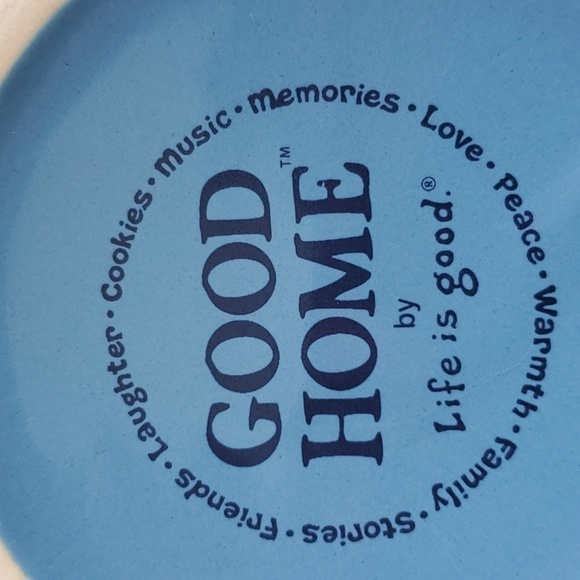 GOOD™
HOME
by
Life is good.®
Laughter · Cookies · Music · Memories · Love · Peace · Warmth · Family · Stories · Friends ·